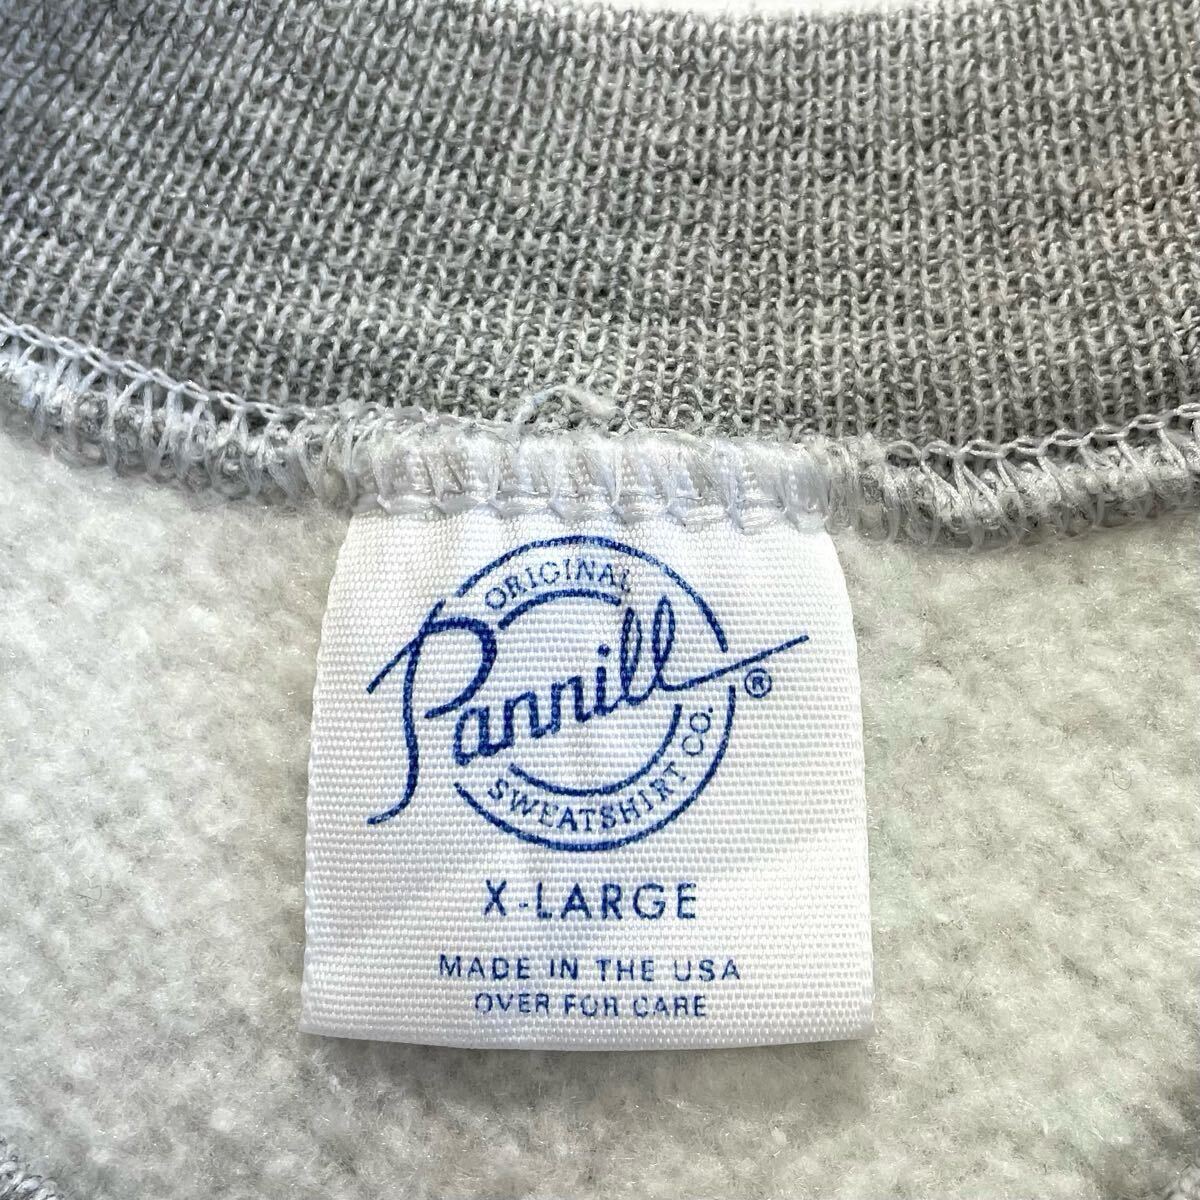 ORIGINAL
Pannill
®
SWEATSHIRT CO.
X-LARGE
MADE IN THE USA
OVER FOR CARE